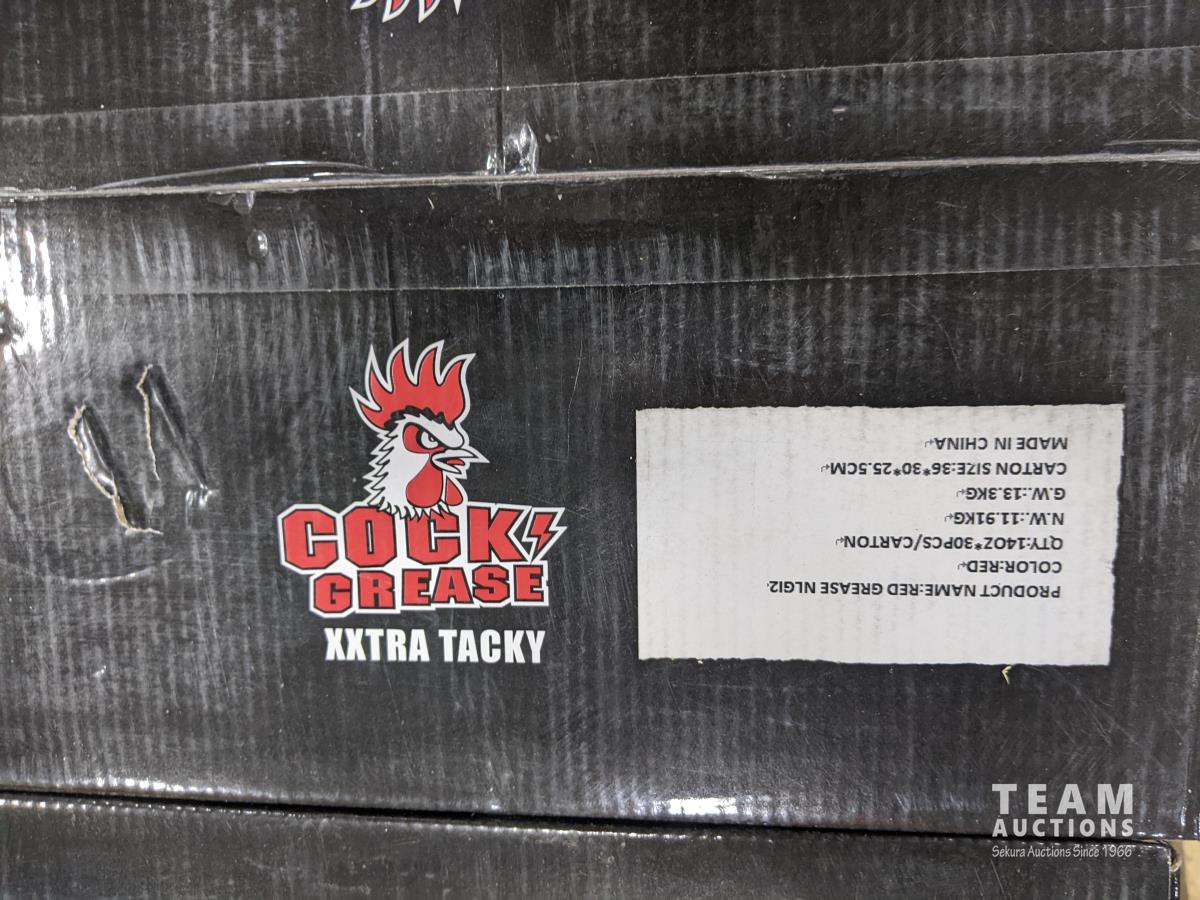 COCK
GREASE
XXTRA TACKY
PRODUCT NAME:RED GREASE NLGI2
COLOR:RED
QTY:14OZ*30PCS/CARTON
N.W.:11.91KG
G.W.:13.3KG
CARTON SIZE:36*30*25.5CM
MADE IN CHINA
TEAM
AUCTIONS
Sekura Auctions Since 1966